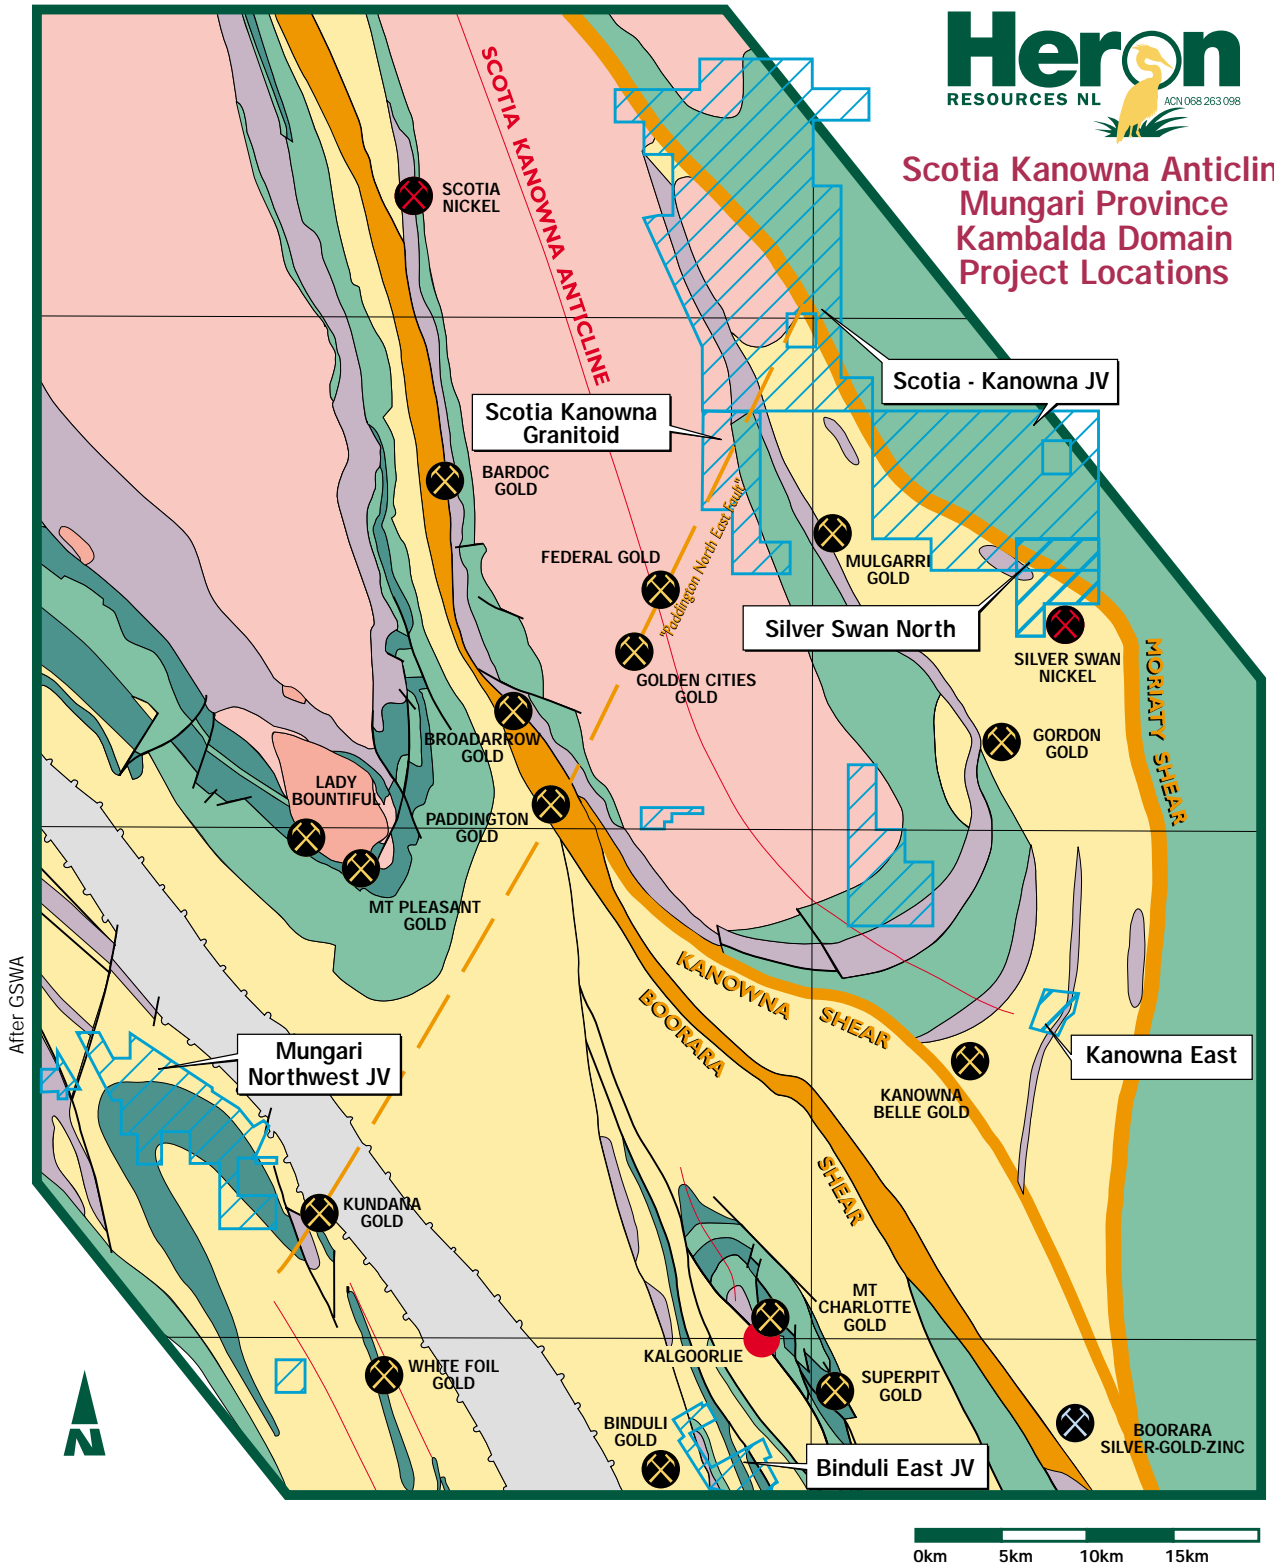 Heron
RESOURCES NL
ACN 068 263 098
Scotia Kanowna Anticlin
Mungari Province
Kambalda Domain
Project Locations
SCOTIA KANOWNA ANTICLINE
SCOTIA
NICKEL
Scotia - Kanowna JV
Scotia Kanowna
Granitoid
BARDOC
GOLD
"Paddington North East Fault"
FEDERAL GOLD
MULGARRI
GOLD
Silver Swan North
SILVER SWAN
NICKEL
GOLDEN CITIES
GOLD
MORIATY SHEAR
GORDON
GOLD
BROADARROW
GOLD
LADY
BOUNTIFUL
PADDINGTON
GOLD
MT PLEASANT
GOLD
KANOWNA SHEAR
BOORARA
SHEAR
After GSWA
Mungari
Northwest JV
Kanowna East
KANOWNA
BELLE GOLD
KUNDANA
GOLD
MT
CHARLOTTE
GOLD
KALGOORLIE
WHITE FOIL
GOLD
SUPERPIT
GOLD
BINDULI
GOLD
BOORARA
SILVER-GOLD-ZINC
Binduli East JV
N
0km 5km 10km 15km